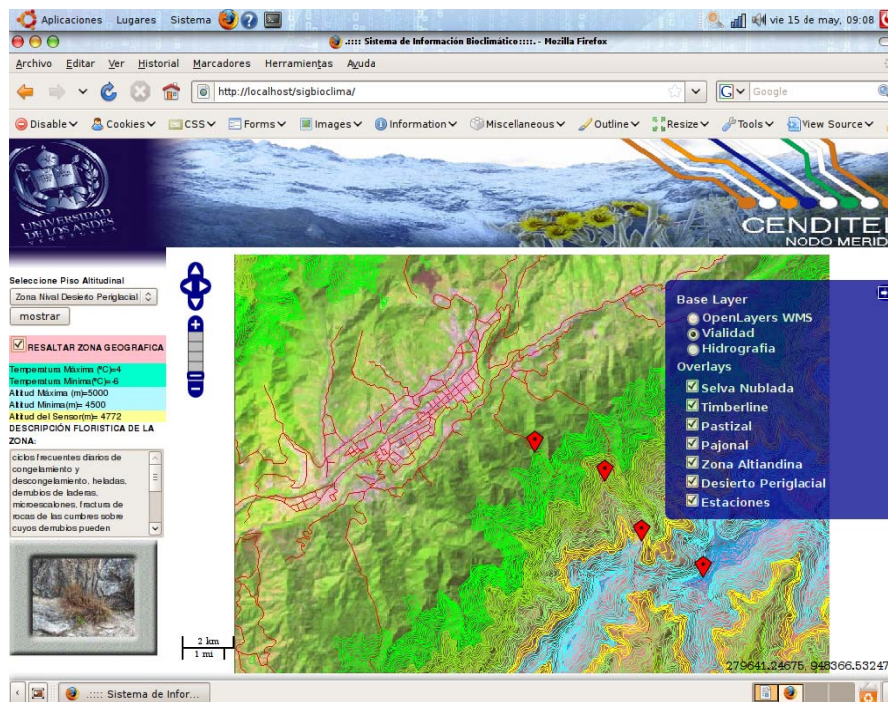 Aplicaciones Lugares Sistema
vie 15 de may, 09:08
.:::: Sistema de Información Bioclimático::::. - Mozilla Firefox
Archivo Editar Ver Historial Marcadores Herramientas Ayuda
http://localhost/sigbioclima/
Google
Disable Cookies CSS Forms Images Information Miscellaneous Outline Resize Tools View Source
UNIVERSIDAD
DE LOS ANDES
VENEZUELA
CENDITEL
NODO MERID
Seleccione Piso Altitudinal
Zona Nival Desierto Periglacial
mostrar
RESALTAR ZONA GEOGRAFICA
Temperatura Máxima (ºC)=4
Temperatura Minima(ºC)=-6
Altitud Máxima (m)=5000
Altitud Minima(m)= 4500
Altitud del Sensor(m)= 4772
DESCRIPCIÓN FLORISTICA DE LA
ZONA:
ciclos frecuentes diarios de
congelamiento y
descongelamiento, heladas,
derrubios de laderas,
microescalones, fractura de
rocas de las cumbres sobre
cuyos derrubios pueden
Base Layer
OpenLayers WMS
Vialidad
Hidrografia
Overlays
Selva Nublada
Timberline
Pastizal
Pajonal
Zona Altiandina
Desierto Periglacial
Estaciones
2 km
1 mi
279641.24675, 948366.53247
.:::: Sistema de Infor...